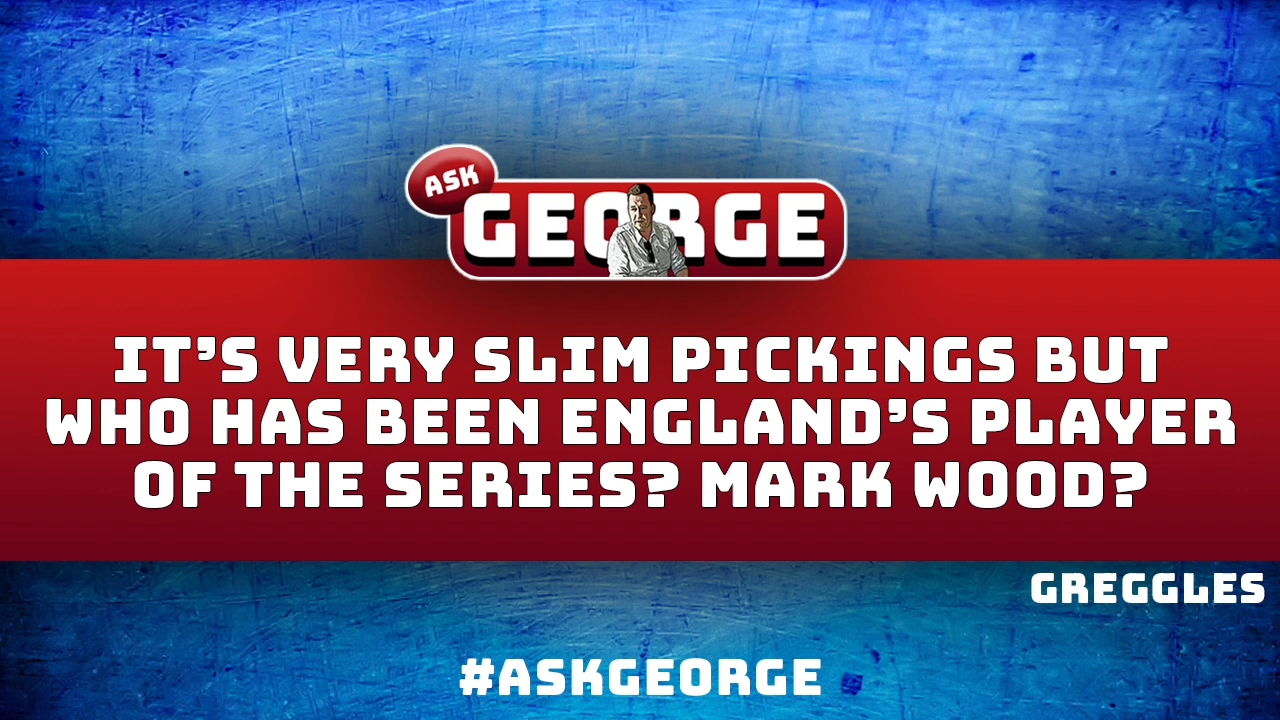 ASK
GEORGE
IT'S VERY SLIM PICKINGS BUT
WHO HAS BEEN ENGLAND'S PLAYER
OF THE SERIES? MARK WOOD?
GREGGLES
#ASKGEORGE